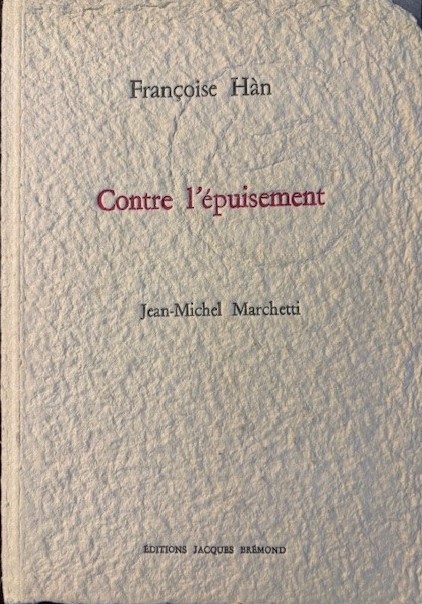 Françoise Hàn
Contre l'épuisement
Jean-Michel Marchetti
ÉDITIONS JACQUES BRÉMOND